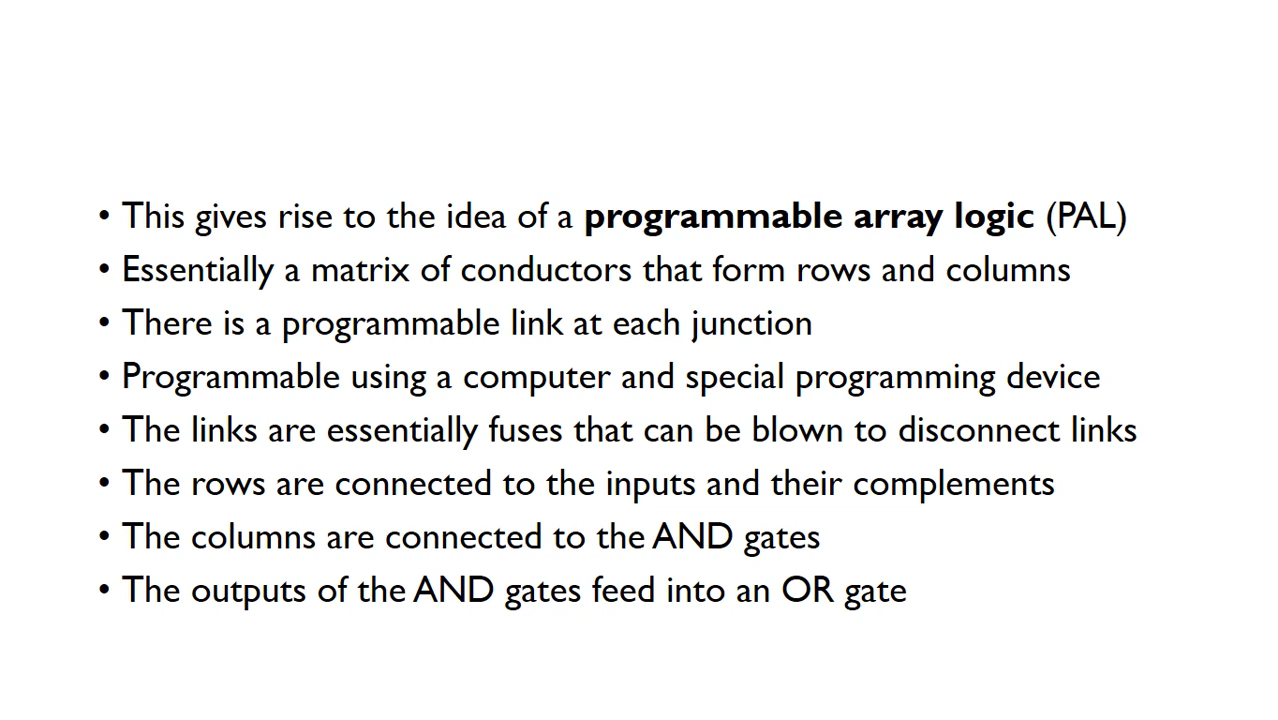 • This gives rise to the idea of a programmable array logic (PAL)
• Essentially a matrix of conductors that form rows and columns
• There is a programmable link at each junction
• Programmable using a computer and special programming device
• The links are essentially fuses that can be blown to disconnect links
• The rows are connected to the inputs and their complements
• The columns are connected to the AND gates
• The outputs of the AND gates feed into an OR gate